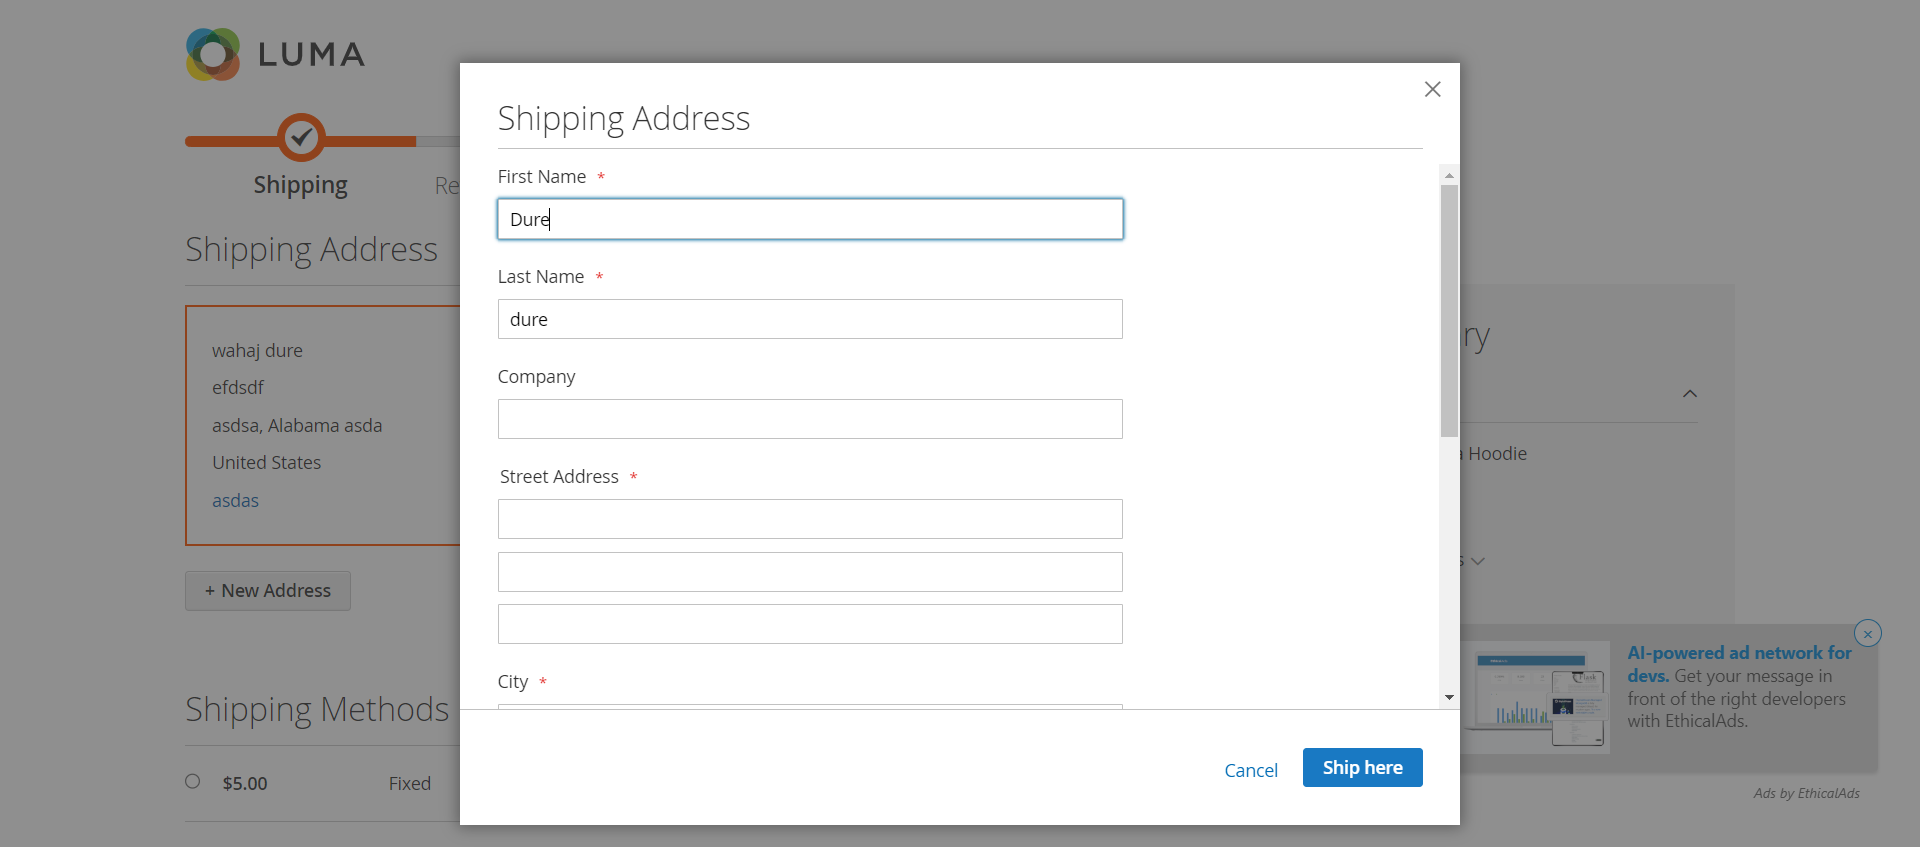 LUMA
Shipping
Re
Shipping Address
wahaj dure
efdsdf
asdsa, Alabama asda
United States
asdas
+ New Address
Shipping Methods
$5.00 Fixed
Shipping Address
First Name *
Dure
Last Name *
dure
Company
Street Address *
City *
Cancel
Ship here
ry
a Hoodie
s
AI-powered ad network for
devs. Get your message in
front of the right developers
with EthicalAds.
Ads by EthicalAds